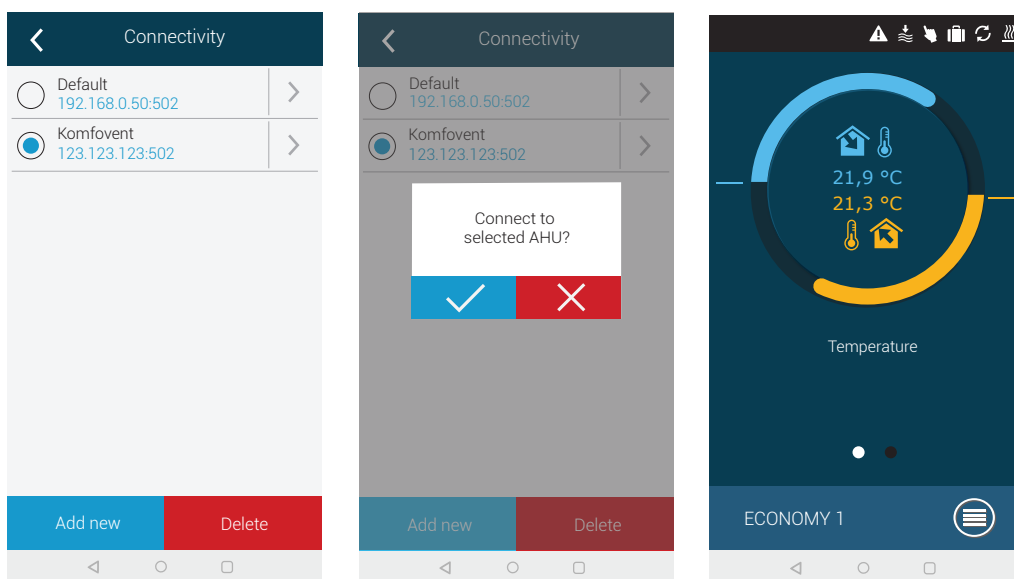 Connectivity
Default
192.168.0.50:502
Komfovent
123.123.123:502
Add new
Delete
Connectivity
Default
192.168.0.50:502
Komfovent
123.123.123:502
Connect to
selected AHU?
Add new
Delete
21,9 °C
21,3 °C
Temperature
ECONOMY 1